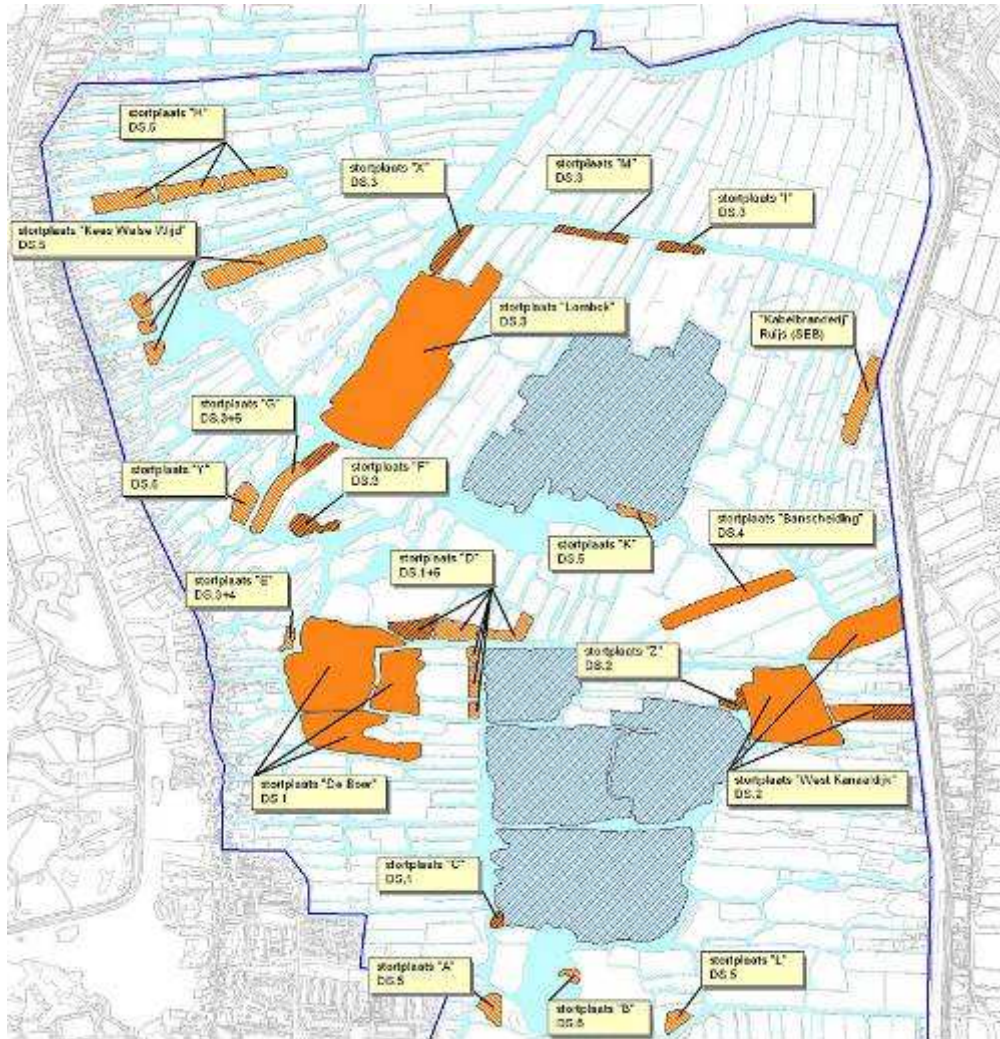 stortplaats "H"
DS.5
stortplaats "X"
DS.3
stortplaats "M"
DS.3
stortplaats "I"
DS.3
stortplaats "Kees Walse Wijd"
DS.5
stortplaats "Lombok"
DS.3
"Kabelbranderij"
Ruijs (SEB)
stortplaats "G"
DS.3+5
stortplaats "Y"
DS.5
stortplaats "F"
DS.3
stortplaats "Banscheiding"
DS.4
stortplaats "K"
DS.5
stortplaats "D"
DS.1+5
stortplaats "E"
DS.3+4
stortplaats "Z"
DS.2
stortplaats "De Boer"
DS.1
stortplaats "West Kanaaldijk"
DS.2
stortplaats "C"
DS.1
stortplaats "A"
DS.5
stortplaats "B"
DS.5
stortplaats "L"
DS.5